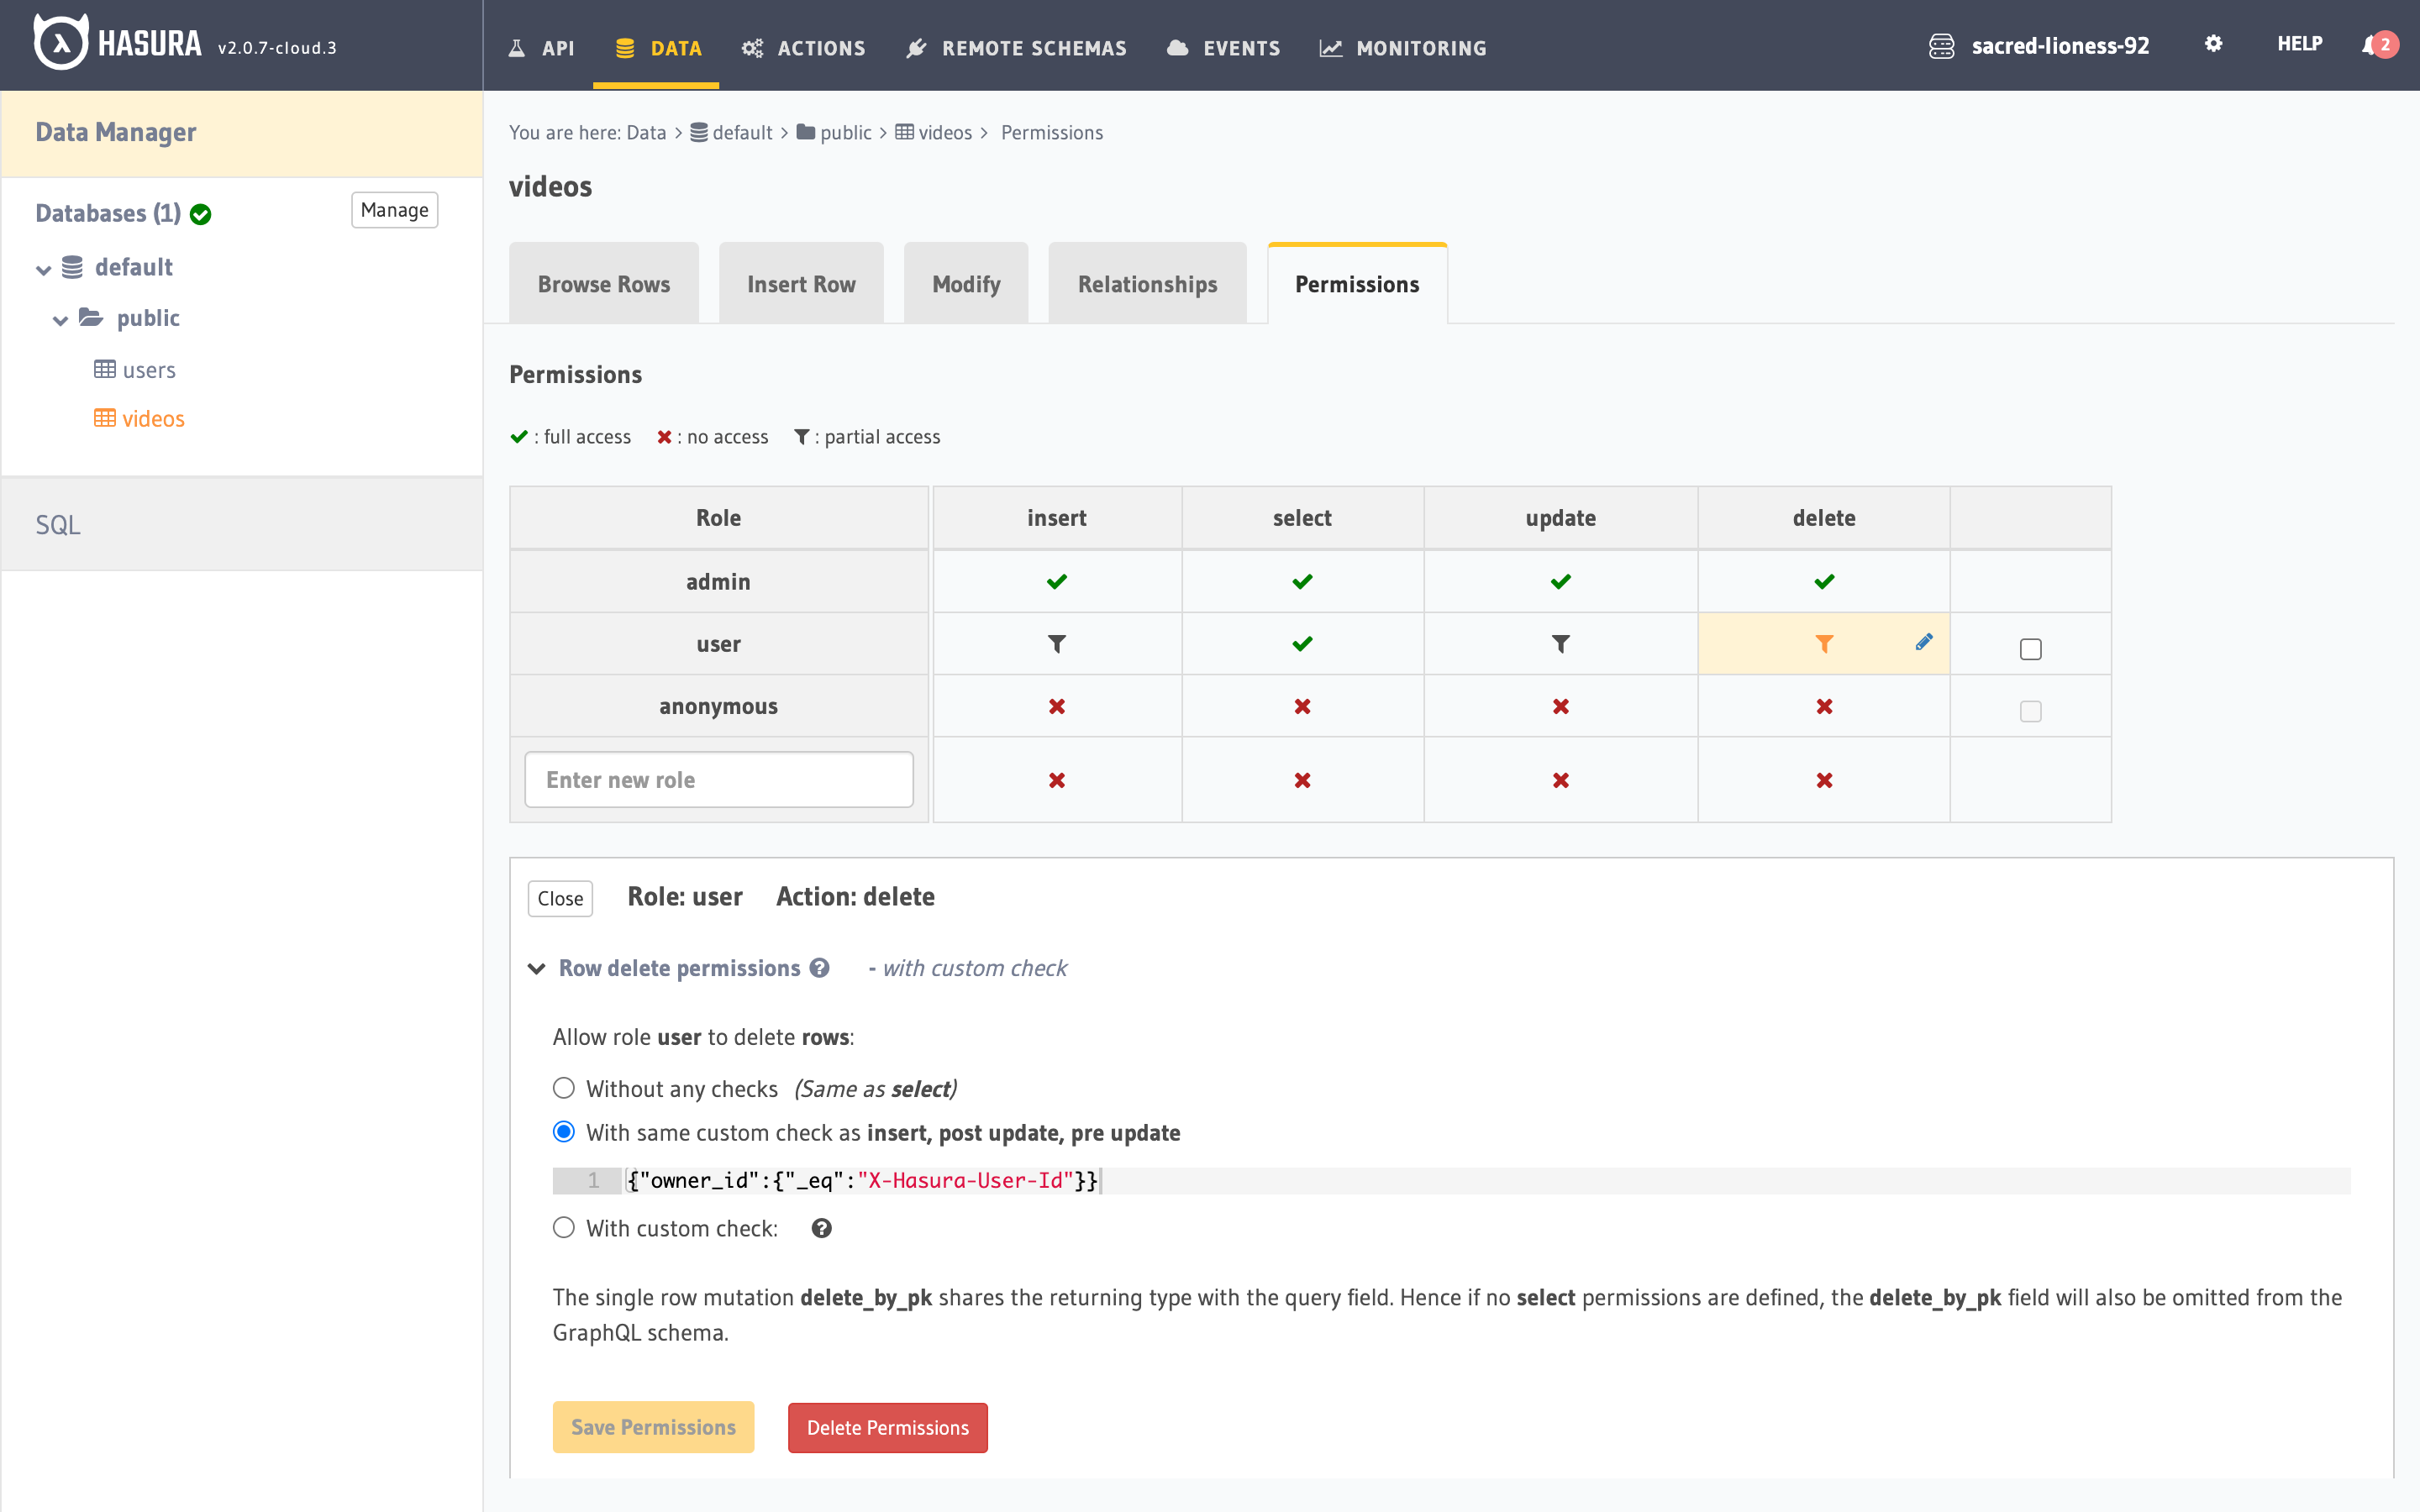 HASURA v2.0.7-cloud.3
API DATA ACTIONS REMOTE SCHEMAS EVENTS MONITORING sacred-lioness-92 HELP 2
Data Manager
Databases (1) Manage
default
public
users
videos
SQL
You are here: Data > default > public > videos > Permissions
videos
Browse Rows Insert Row Modify Relationships Permissions
Permissions
: full access : no access : partial access
Role insert select update delete
admin
user
anonymous
Enter new role
Close Role: user Action: delete
Row delete permissions ? - with custom check
Allow role user to delete rows:
Without any checks (Same as select)
With same custom check as insert, post update, pre update
1 {"owner_id":{"_eq":"X-Hasura-User-Id"}}
With custom check: ?
The single row mutation delete_by_pk shares the returning type with the query field. Hence if no select permissions are defined, the delete_by_pk field will also be omitted from the
GraphQL schema.
Save Permissions Delete Permissions